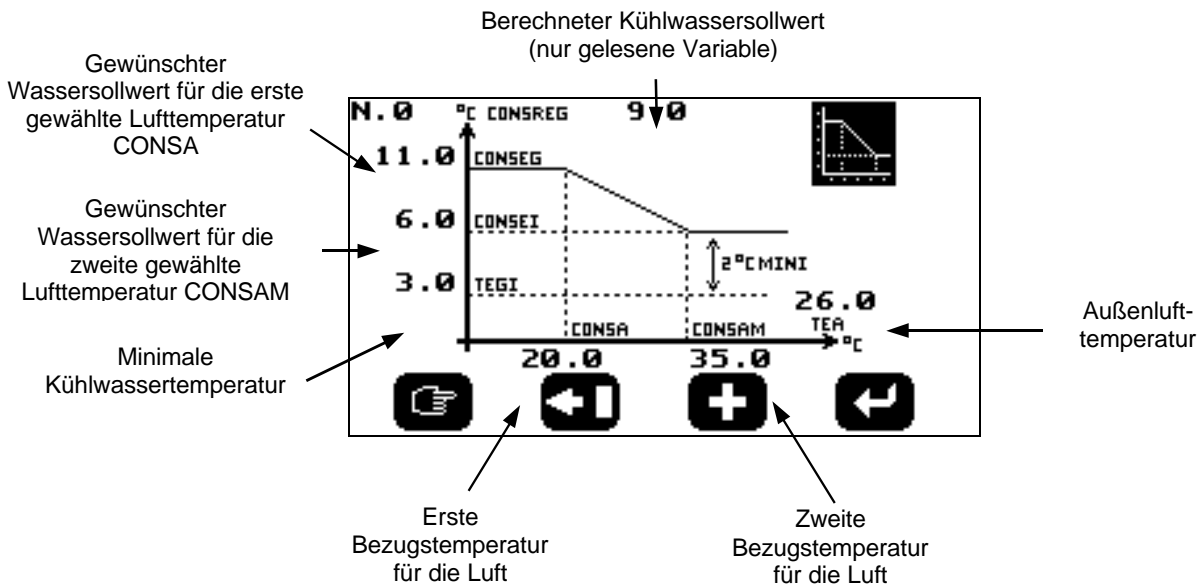 Berechneter Kühlwassersollwert
(nur gelesene Variable)
Gewünschter
Wassersollwert für die erste
gewählte Lufttemperatur
CONSA
N.0 °C CONSREG 9.0
11.0 CONSEG
Gewünschter
Wassersollwert für die
zweite gewählte
Lufttemperatur CONSAM
6.0 CONSEI
2°CMINI
3.0 TEGI
26.0
CONSA CONSAM TEA
°C
20.0 35.0
Außenluft-
temperatur
Minimale
Kühlwassertemperatur
Erste
Bezugstemperatur
für die Luft
Zweite
Bezugstemperatur
für die Luft